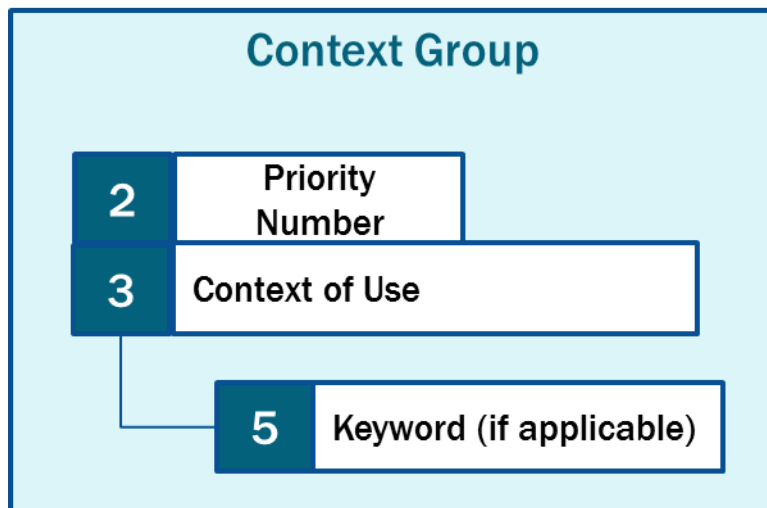 Context Group
2
Priority
Number
3
Context of Use
5
Keyword (if applicable)